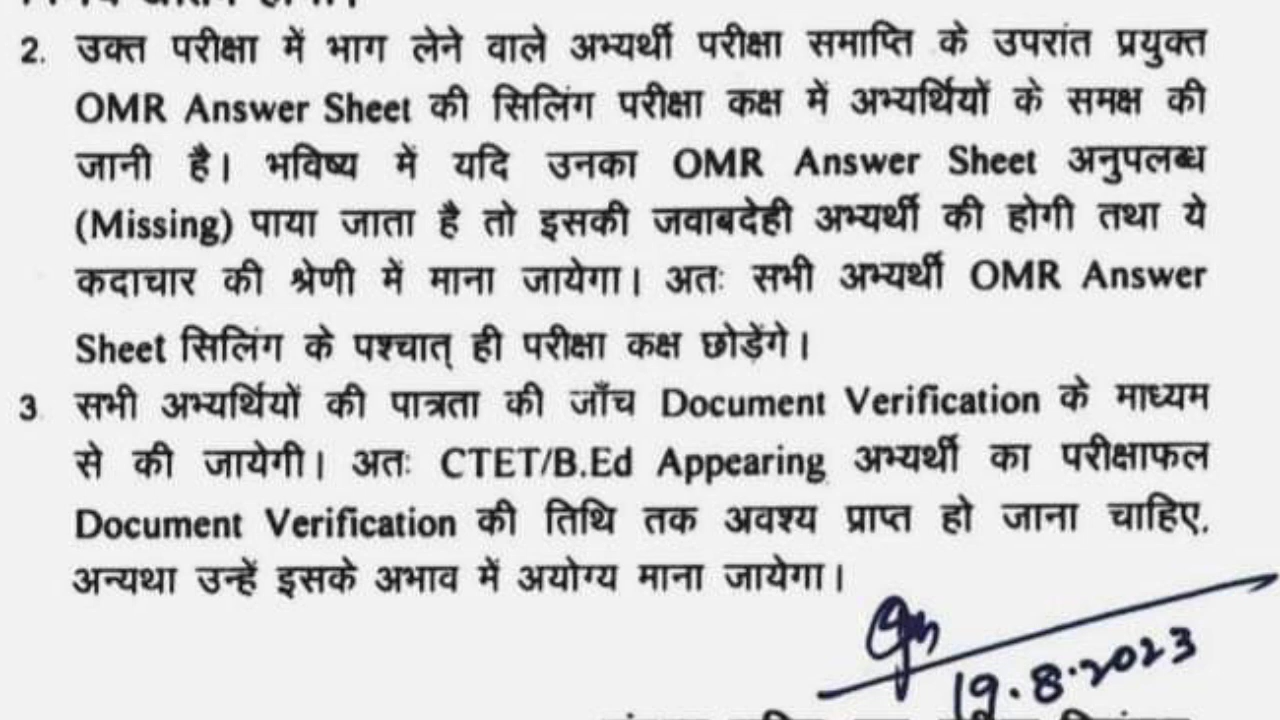 2. उक्त परीक्षा में भाग लेने वाले अभ्यर्थी परीक्षा समाप्ति के उपरांत प्रयुक्त
OMR Answer Sheet की सिलिंग परीक्षा कक्ष में अभ्यर्थियों के समक्ष की
जानी है। भविष्य में यदि उनका OMR Answer Sheet अनुपलब्ध
(Missing) पाया जाता है तो इसकी जवाबदेही अभ्यर्थी की होगी तथा ये
कदाचार की श्रेणी में माना जायेगा। अतः सभी अभ्यर्थी OMR Answer
Sheet सिलिंग के पश्चात् ही परीक्षा कक्ष छोड़ेंगे।
3 सभी अभ्यर्थियों की पात्रता की जाँच Document Verification के माध्यम
से की जायेगी। अतः CTET/B.Ed Appearing अभ्यर्थी का परीक्षाफल
Document Verification की तिथि तक अवश्य प्राप्त हो जाना चाहिए.
अन्यथा उन्हें इसके अभाव में अयोग्य माना जायेगा।
19.8.2023